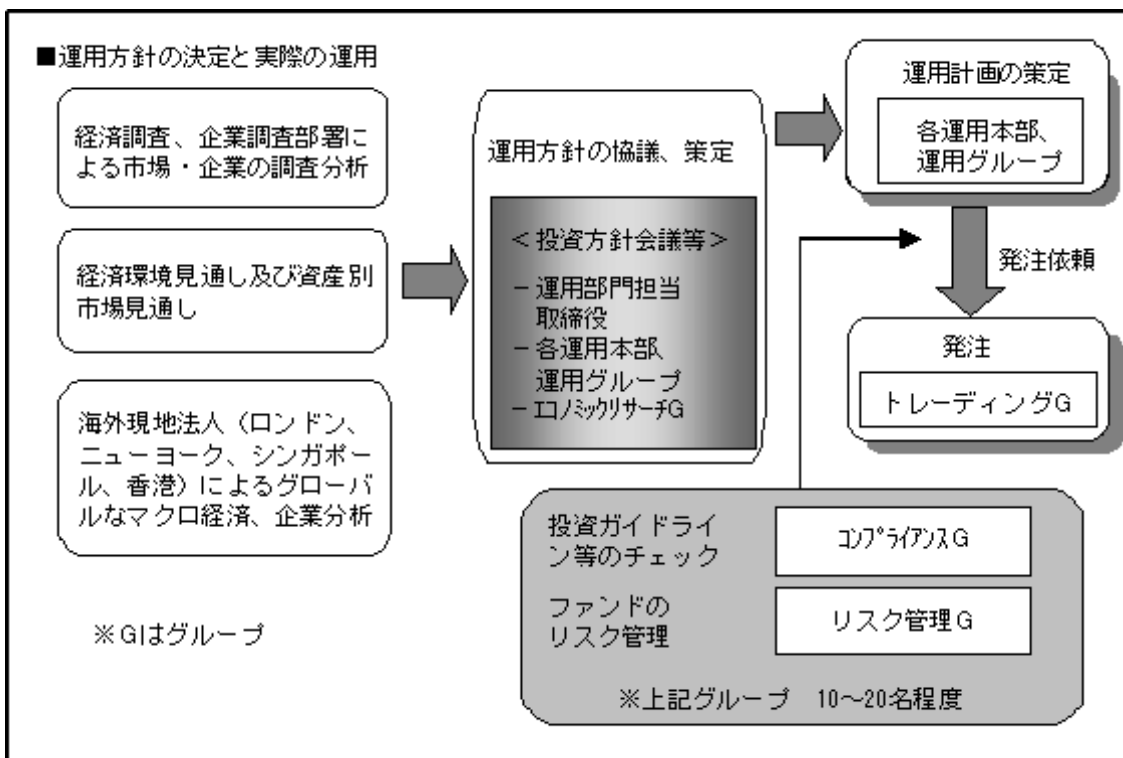 ■運用方針の決定と実際の運用
経済調査、企業調査部署に
よる市場・企業の調査分析
経済環境見通し及び資産別
市場見通し
海外現地法人（ロンドン、
ニューヨーク、シンガポー
ル、香港）によるグローバ
ルなマクロ経済、企業分析
※Gはグループ
運用方針の協議、策定
＜投資方針会議等＞
－運用部門担当
取締役
－各運用本部、
運用グループ
－ｴｺﾉﾐｯｸﾘｻｰﾁG
運用計画の策定
各運用本部、
運用グループ
発注依頼
発注
トレーディングG
投資ガイドライ
ン等のチェック
ｺﾝﾌﾟﾗｲｱﾝｽG
ファンドの
リスク管理
リスク管理G
※上記グループ　10～20名程度